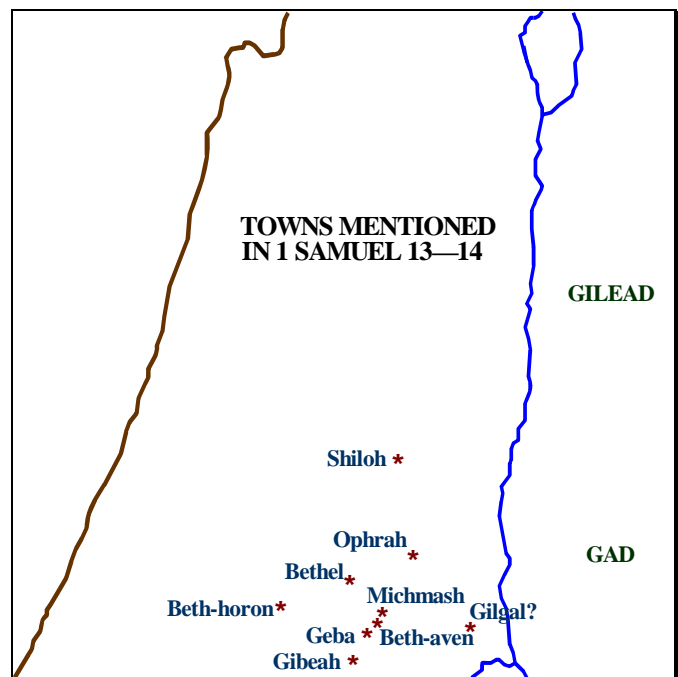 TOWNS MENTIONED
IN 1 SAMUEL 13—14
GILEAD
Shiloh *
Ophrah *
GAD
Bethel *
Michmash *
Beth-horon *
Gilgal? *
Geba *
Beth-aven *
Gibeah *